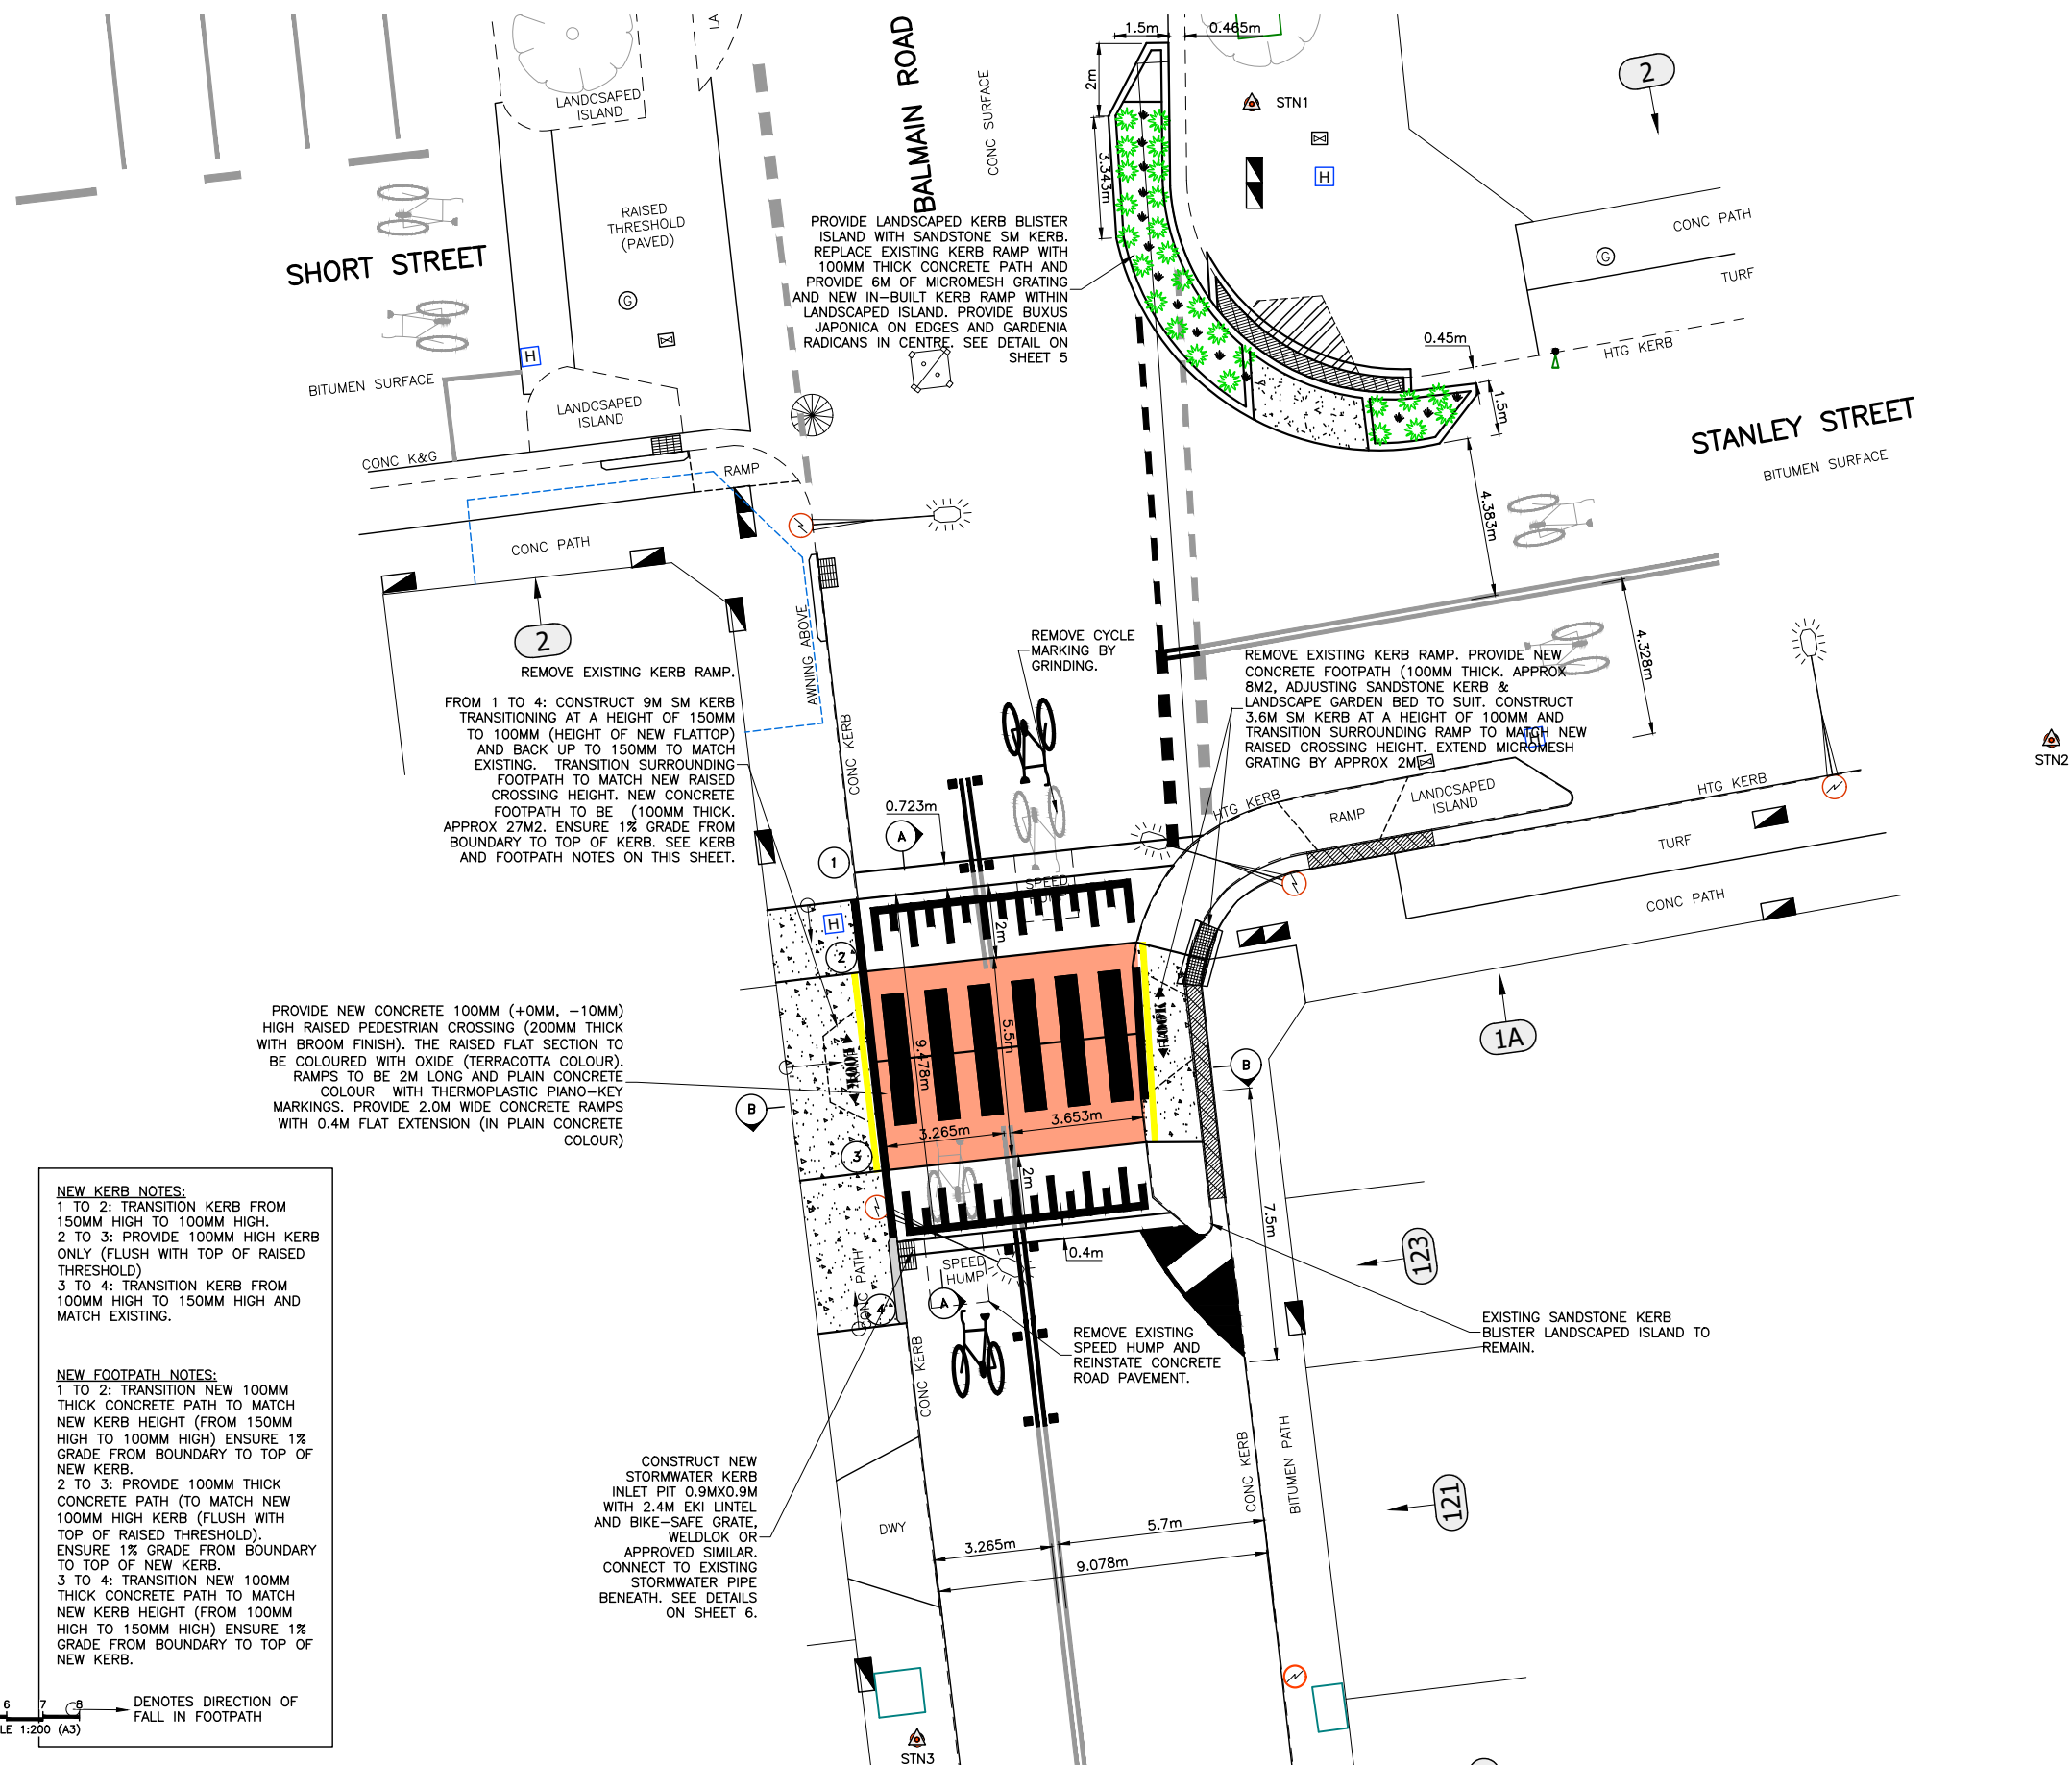 LANDCSAPED
ISLAND
BALMAIN ROAD
CONC SURFACE
1.5m
0.465m
2m
3.343m
STN1
H
2
CONC PATH
G
TURF
HTG KERB
0.45m
1.5m
STANLEY STREET
BITUMEN SURFACE
4.383m
4.328m
SHORT STREET
RAISED
THRESHOLD
(PAVED)
G
H
BITUMEN SURFACE
LANDCSAPED
ISLAND
CONC K&G
RAMP
CONC PATH
2
AWNING ABOVE
CONC KERB
PROVIDE LANDSCAPED KERB BLISTER
ISLAND WITH SANDSTONE SM KERB.
REPLACE EXISTING KERB RAMP WITH
100MM THICK CONCRETE PATH AND
PROVIDE 6M OF MICROMESH GRATING
AND NEW IN-BUILT KERB RAMP WITHIN
LANDSCAPED ISLAND. PROVIDE BUXUS
JAPONICA ON EDGES AND GARDENIA
RADICANS IN CENTRE. SEE DETAIL ON
SHEET 5
REMOVE CYCLE
MARKING BY
GRINDING.
REMOVE EXISTING KERB RAMP. PROVIDE NEW
CONCRETE FOOTPATH (100MM THICK. APPROX
8M2, ADJUSTING SANDSTONE KERB &
LANDSCAPE GARDEN BED TO SUIT. CONSTRUCT
3.6M SM KERB AT A HEIGHT OF 100MM AND
TRANSITION SURROUNDING RAMP TO MATCH NEW
RAISED CROSSING HEIGHT. EXTEND MICROMESH
GRATING BY APPROX 2M
H
STN2
REMOVE EXISTING KERB RAMP.
FROM 1 TO 4: CONSTRUCT 9M SM KERB
TRANSITIONING AT A HEIGHT OF 150MM
TO 100MM (HEIGHT OF NEW FLATTOP)
AND BACK UP TO 150MM TO MATCH
EXISTING. TRANSITION SURROUNDING
FOOTPATH TO MATCH NEW RAISED
CROSSING HEIGHT. NEW CONCRETE
FOOTPATH TO BE (100MM THICK.
APPROX 27M2. ENSURE 1% GRADE FROM
BOUNDARY TO TOP OF KERB. SEE KERB
AND FOOTPATH NOTES ON THIS SHEET.
0.723m
A
1
HTG KERB
RAMP
LANDCSAPED
ISLAND
HTG KERB
TURF
CONC PATH
SPEED
H
2m
2
1A
5.5m
9.478m
B
B
3.265m
3.653m
3
2m
7.5m
0.4m
SPEED
HUMP
A
4
CONC PATH
CONC KERB
123
121
PROVIDE NEW CONCRETE 100MM (+0MM, -10MM)
HIGH RAISED PEDESTRIAN CROSSING (200MM THICK
WITH BROOM FINISH). THE RAISED FLAT SECTION TO
BE COLOURED WITH OXIDE (TERRACOTTA COLOUR).
RAMPS TO BE 2M LONG AND PLAIN CONCRETE
COLOUR WITH THERMOPLASTIC PIANO-KEY
MARKINGS. PROVIDE 2.0M WIDE CONCRETE RAMPS
WITH 0.4M FLAT EXTENSION (IN PLAIN CONCRETE
COLOUR)
EXISTING SANDSTONE KERB
BLISTER LANDSCAPED ISLAND TO
REMAIN.
REMOVE EXISTING
SPEED HUMP AND
REINSTATE CONCRETE
ROAD PAVEMENT.
CONSTRUCT NEW
STORMWATER KERB
INLET PIT 0.9MX0.9M
WITH 2.4M EKI LINTEL
AND BIKE-SAFE GRATE,
WELDLOK OR
APPROVED SIMILAR.
CONNECT TO EXISTING
STORMWATER PIPE
BENEATH. SEE DETAILS
ON SHEET 6.
DWY
CONC KERB
BITUMEN PATH
3.265m
5.7m
9.078m
STN3
NEW KERB NOTES:
1 TO 2: TRANSITION KERB FROM
150MM HIGH TO 100MM HIGH.
2 TO 3: PROVIDE 100MM HIGH KERB
ONLY (FLUSH WITH TOP OF RAISED
THRESHOLD)
3 TO 4: TRANSITION KERB FROM
100MM HIGH TO 150MM HIGH AND
MATCH EXISTING.
NEW FOOTPATH NOTES:
1 TO 2: TRANSITION NEW 100MM
THICK CONCRETE PATH TO MATCH
NEW KERB HEIGHT (FROM 150MM
HIGH TO 100MM HIGH) ENSURE 1%
GRADE FROM BOUNDARY TO TOP OF
NEW KERB.
2 TO 3: PROVIDE 100MM THICK
CONCRETE PATH (TO MATCH NEW
100MM HIGH KERB (FLUSH WITH
TOP OF RAISED THRESHOLD).
ENSURE 1% GRADE FROM BOUNDARY
TO TOP OF NEW KERB.
3 TO 4: TRANSITION NEW 100MM
THICK CONCRETE PATH TO MATCH
NEW KERB HEIGHT (FROM 100MM
HIGH TO 150MM HIGH) ENSURE 1%
GRADE FROM BOUNDARY TO TOP OF
NEW KERB.
DENOTES DIRECTION OF
FALL IN FOOTPATH
6 7 8
LE 1:200 (A3)